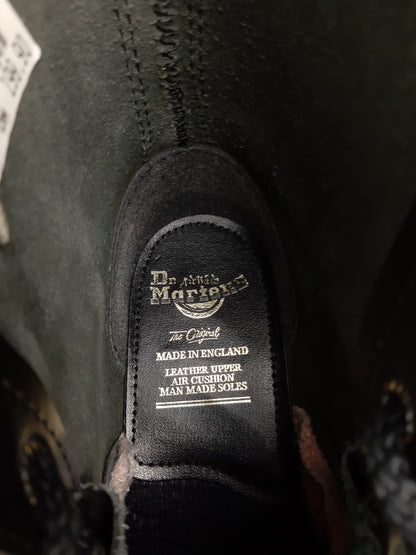 Dr.
Martens
The Original
MADE IN ENGLAND
LEATHER UPPER
AIR CUSHION
MAN MADE SOLES